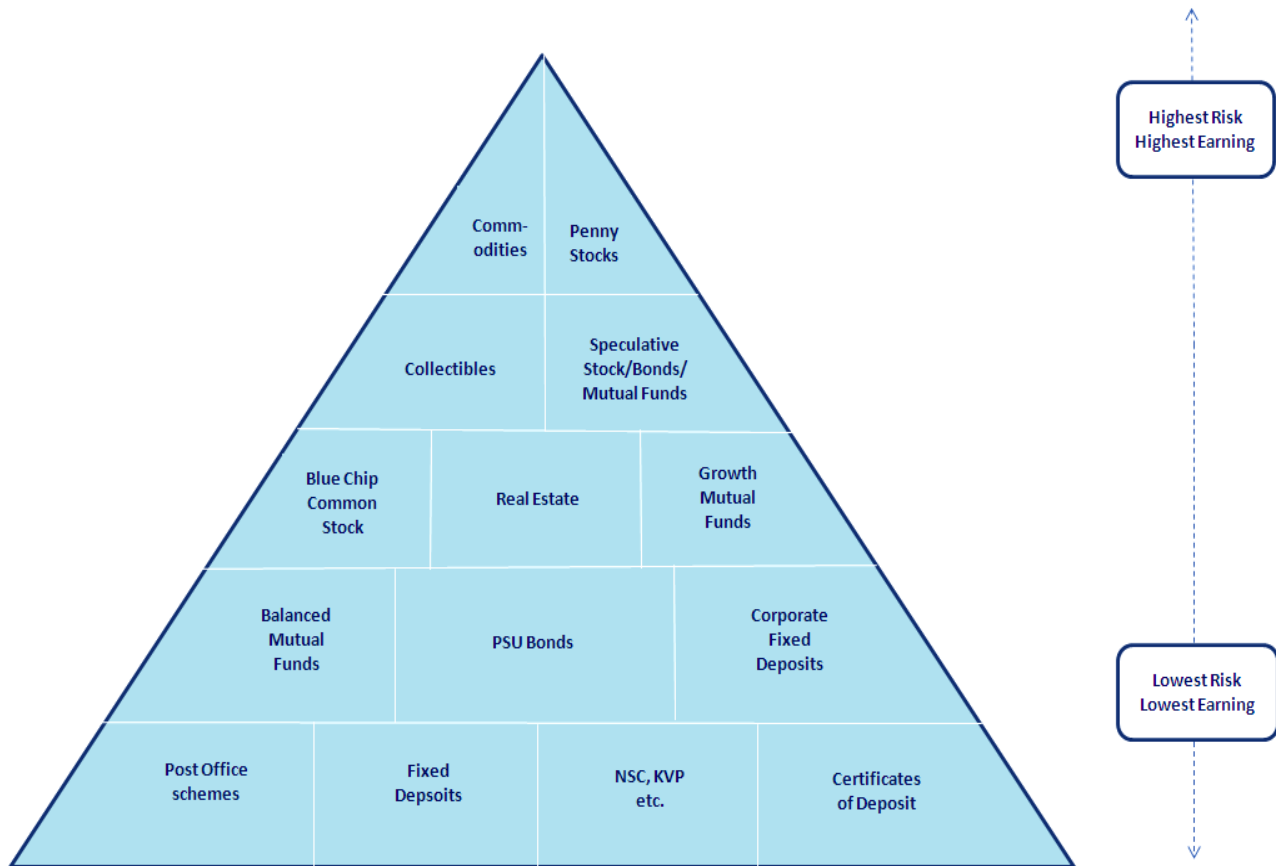 Highest Risk
Highest Earning
Comm-
odities
Penny
Stocks
Collectibles
Speculative
Stock/Bonds/
Mutual Funds
Blue Chip
Common
Stock
Real Estate
Growth
Mutual
Funds
Balanced
Mutual
Funds
PSU Bonds
Corporate
Fixed
Deposits
Lowest Risk
Lowest Earning
Post Office
schemes
Fixed
Depsoits
NSC, KVP
etc.
Certificates
of Deposit